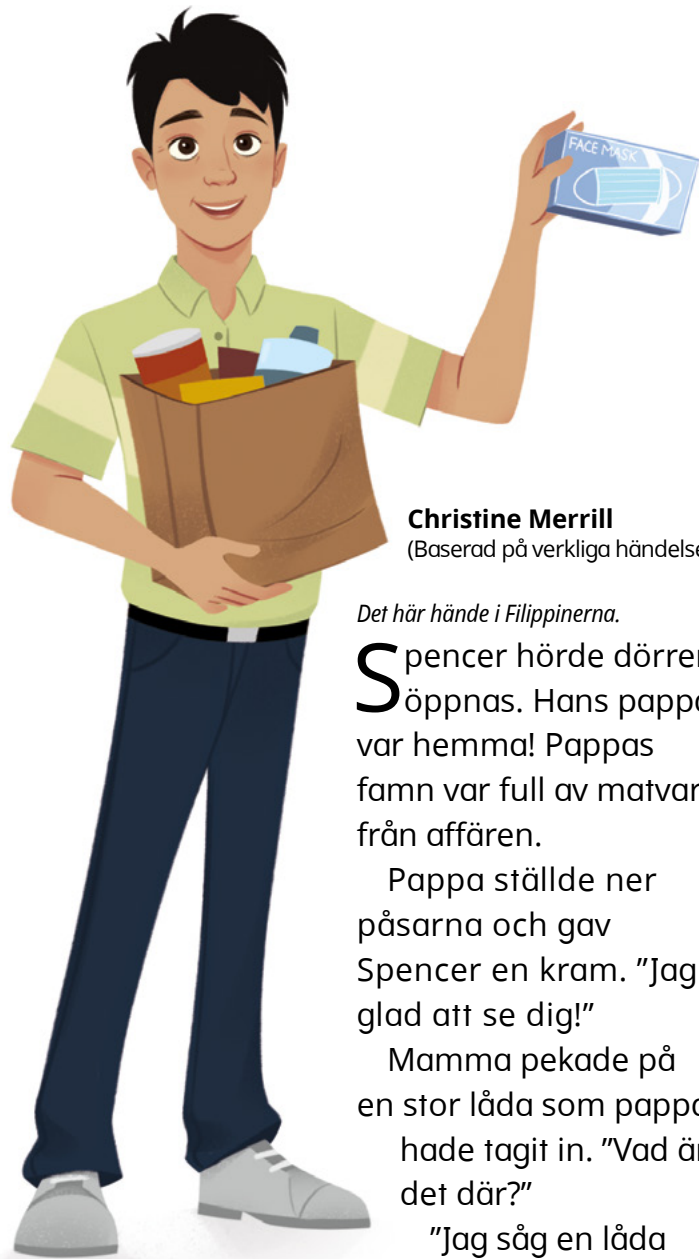 FACE MASK
Christine Merrill
(Baserad på verkliga händelse
Det här hände i Filippinerna.
Spencer hörde dörren
öppnas. Hans pappa
var hemma! Pappas
famn var full av matvar
från affären.
Pappa ställde ner
påsarna och gav
Spencer en kram. ”Jag
glad att se dig!”
Mamma pekade på
en stor låda som pappa
hade tagit in. ”Vad är
det där?”
”Jag såg en låda